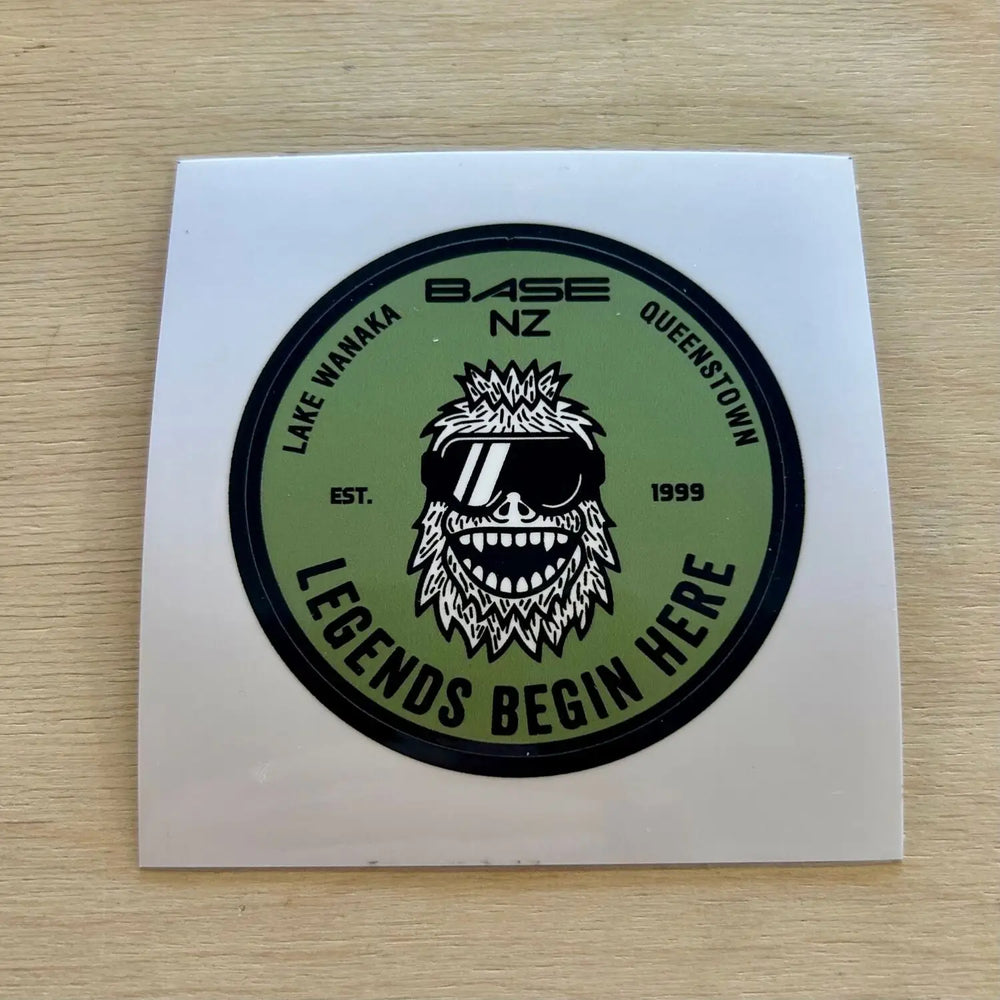 BASE
NZ
LAKE WANAKA
QUEENSTOWN
EST.
1999
LEGENDS BEGIN HERE